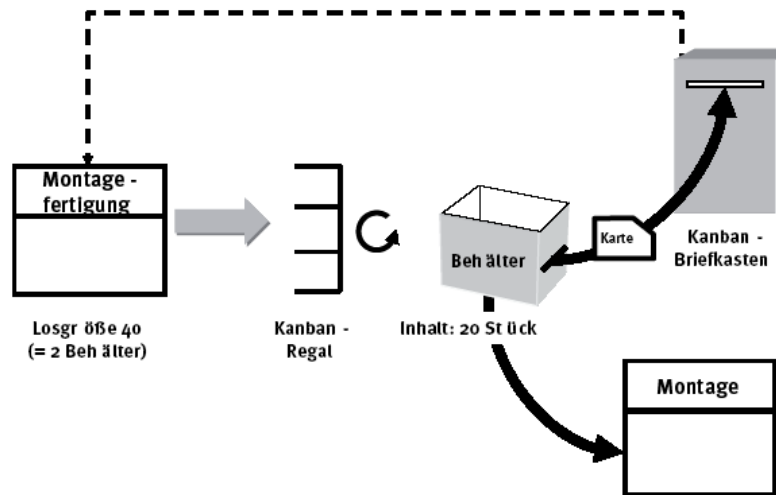 Montage -
fertigung
Losgr öße 40
(= 2 Beh älter)
Kanban -
Regal
Beh älter
Inhalt: 20 St ück
Karte
Kanban -
Briefkasten
Montage